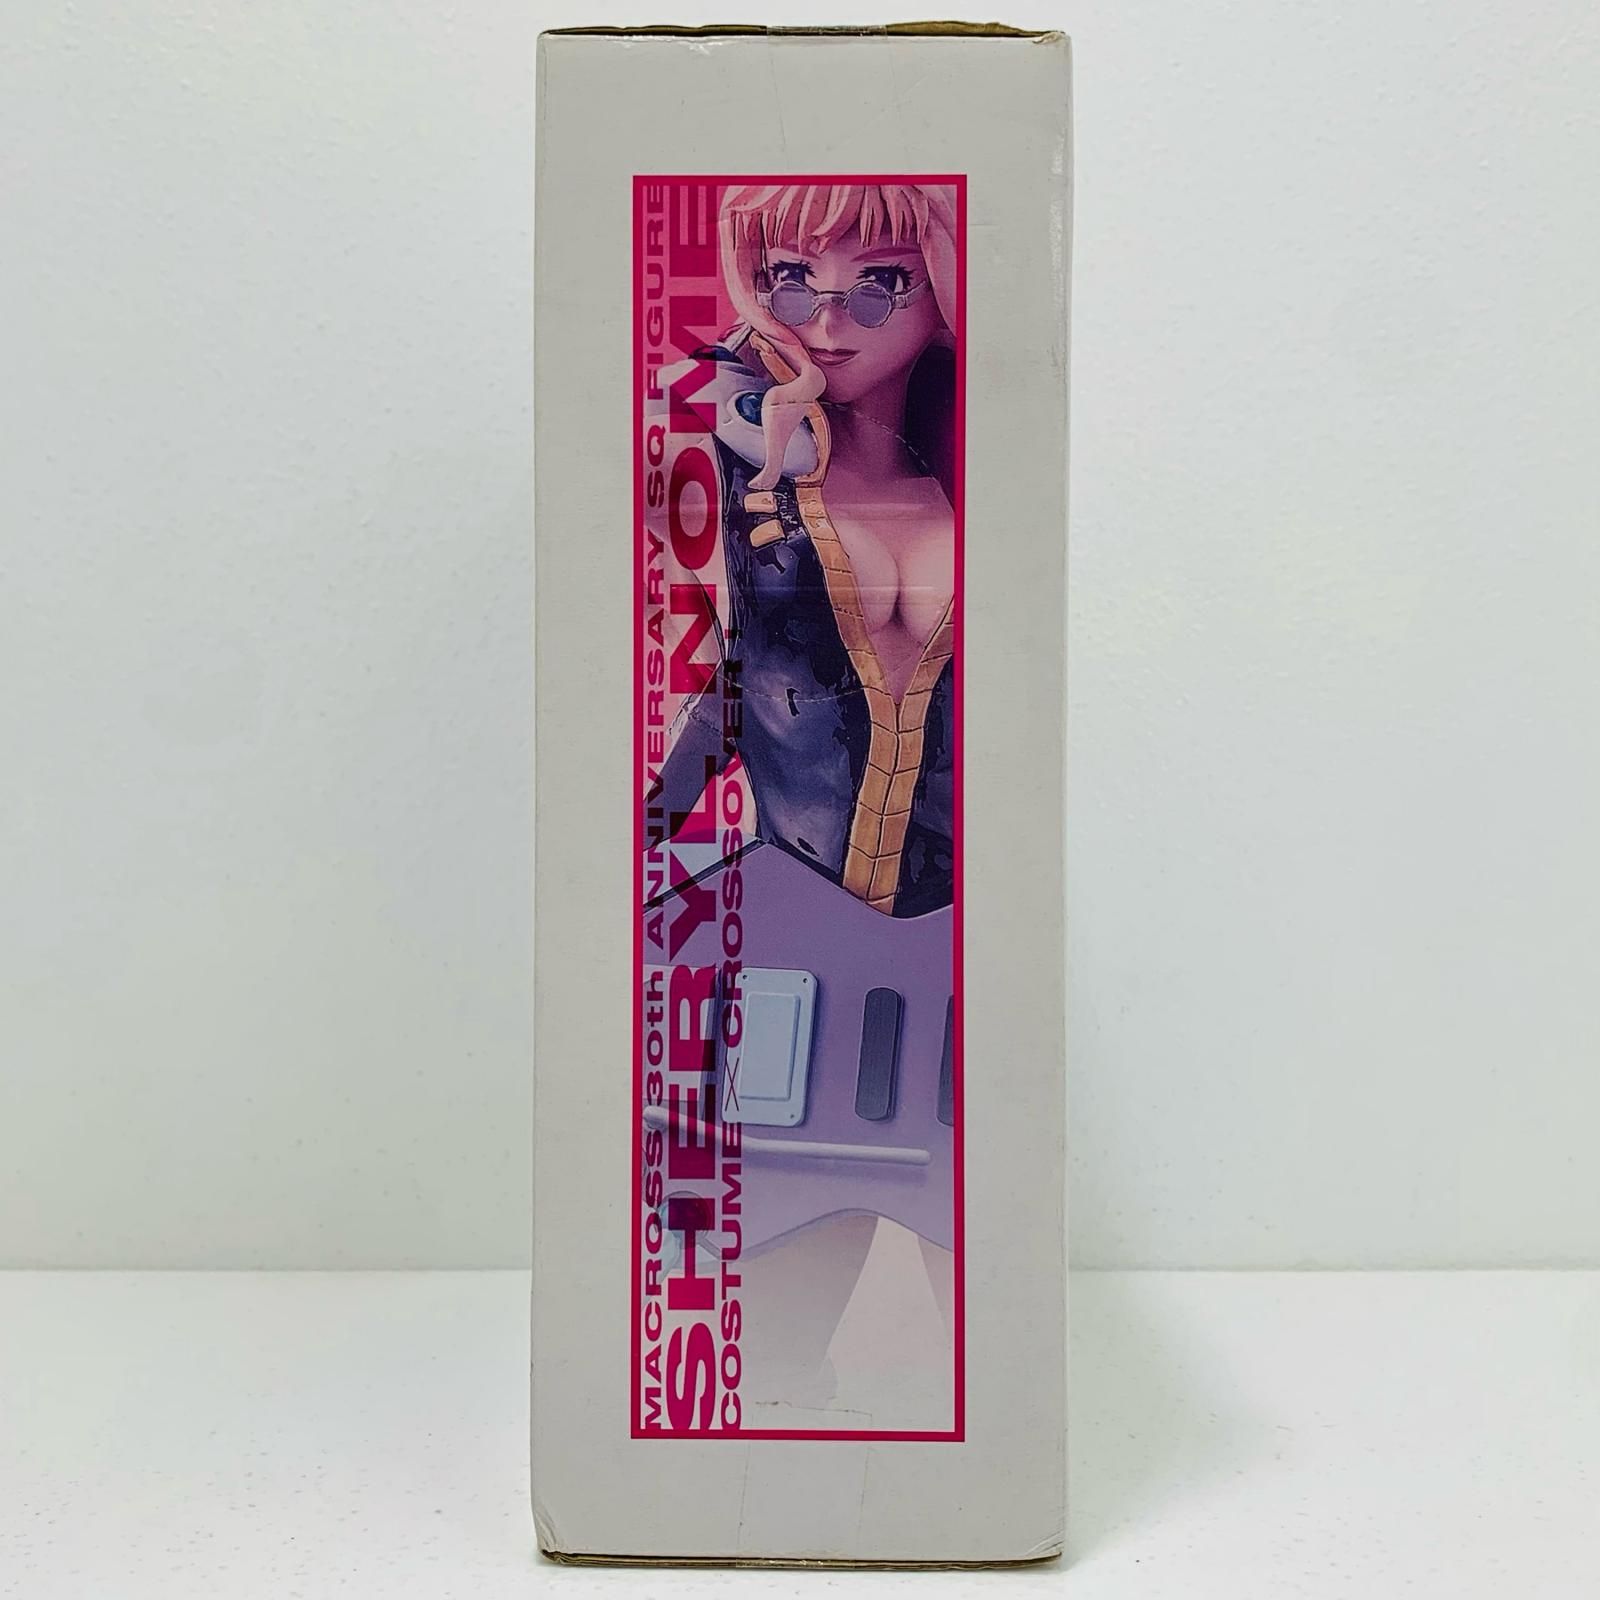 MACROSS 30th ANNIVERSARY SQ FIGURE
SHERYL NOME
COSTUME×CROSSOVER!